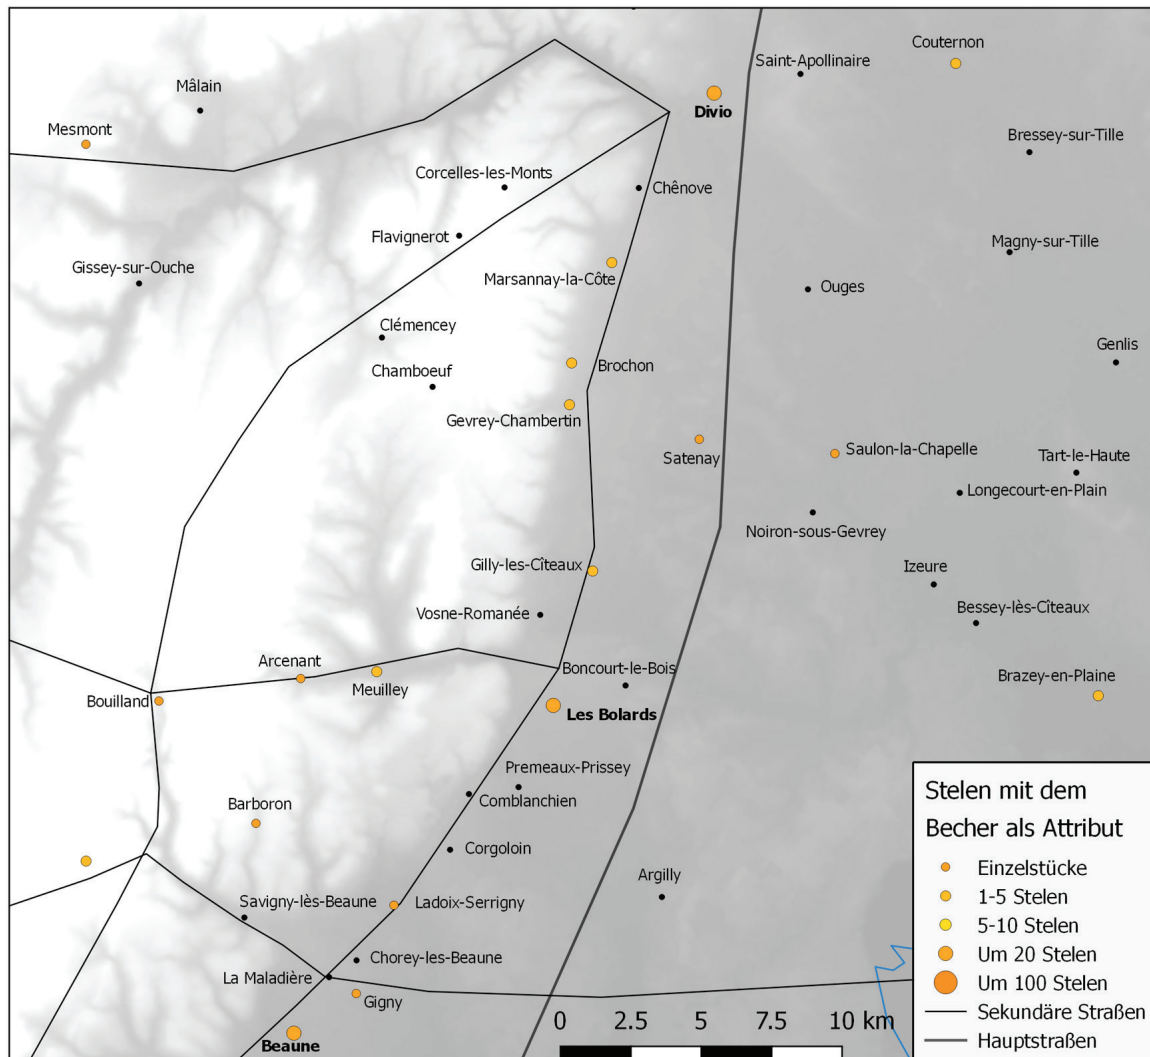 Couternon
Saint-Apollinaire
Mâlain
Divio
Mesmont
Bressey-sur-Tille
Corcelles-les-Monts
Chênove
Flavignerot
Magny-sur-Tille
Gissey-sur-Ouche
Marsannay-la-Côte
Ouges
Clémencey
Genlis
Chamboeuf
Brochon
Gevrey-Chambertin
Satenay
Saulon-la-Chapelle
Tart-le-Haute
Longecourt-en-Plain
Noiron-sous-Gevrey
Gilly-les-Cîteaux
Izeure
Vosne-Romanée
Bessey-lès-Cîteaux
Arcenant
Boncourt-le-Bois
Meuilley
Brazey-en-Plaine
Bouilland
Les Bolards
Premeaux-Prissey
Comblanchien
Barboron
Corgoloin
Argilly
Savigny-lès-Beaune
Ladoix-Serrigny
Chorey-les-Beaune
La Maladière
Gigny
Beaune
0 2.5 5 7.5 10 km
Stelen mit dem
Becher als Attribut
Einzelstücke
1-5 Stelen
5-10 Stelen
Um 20 Stelen
Um 100 Stelen
Sekundäre Straßen
Hauptstraßen